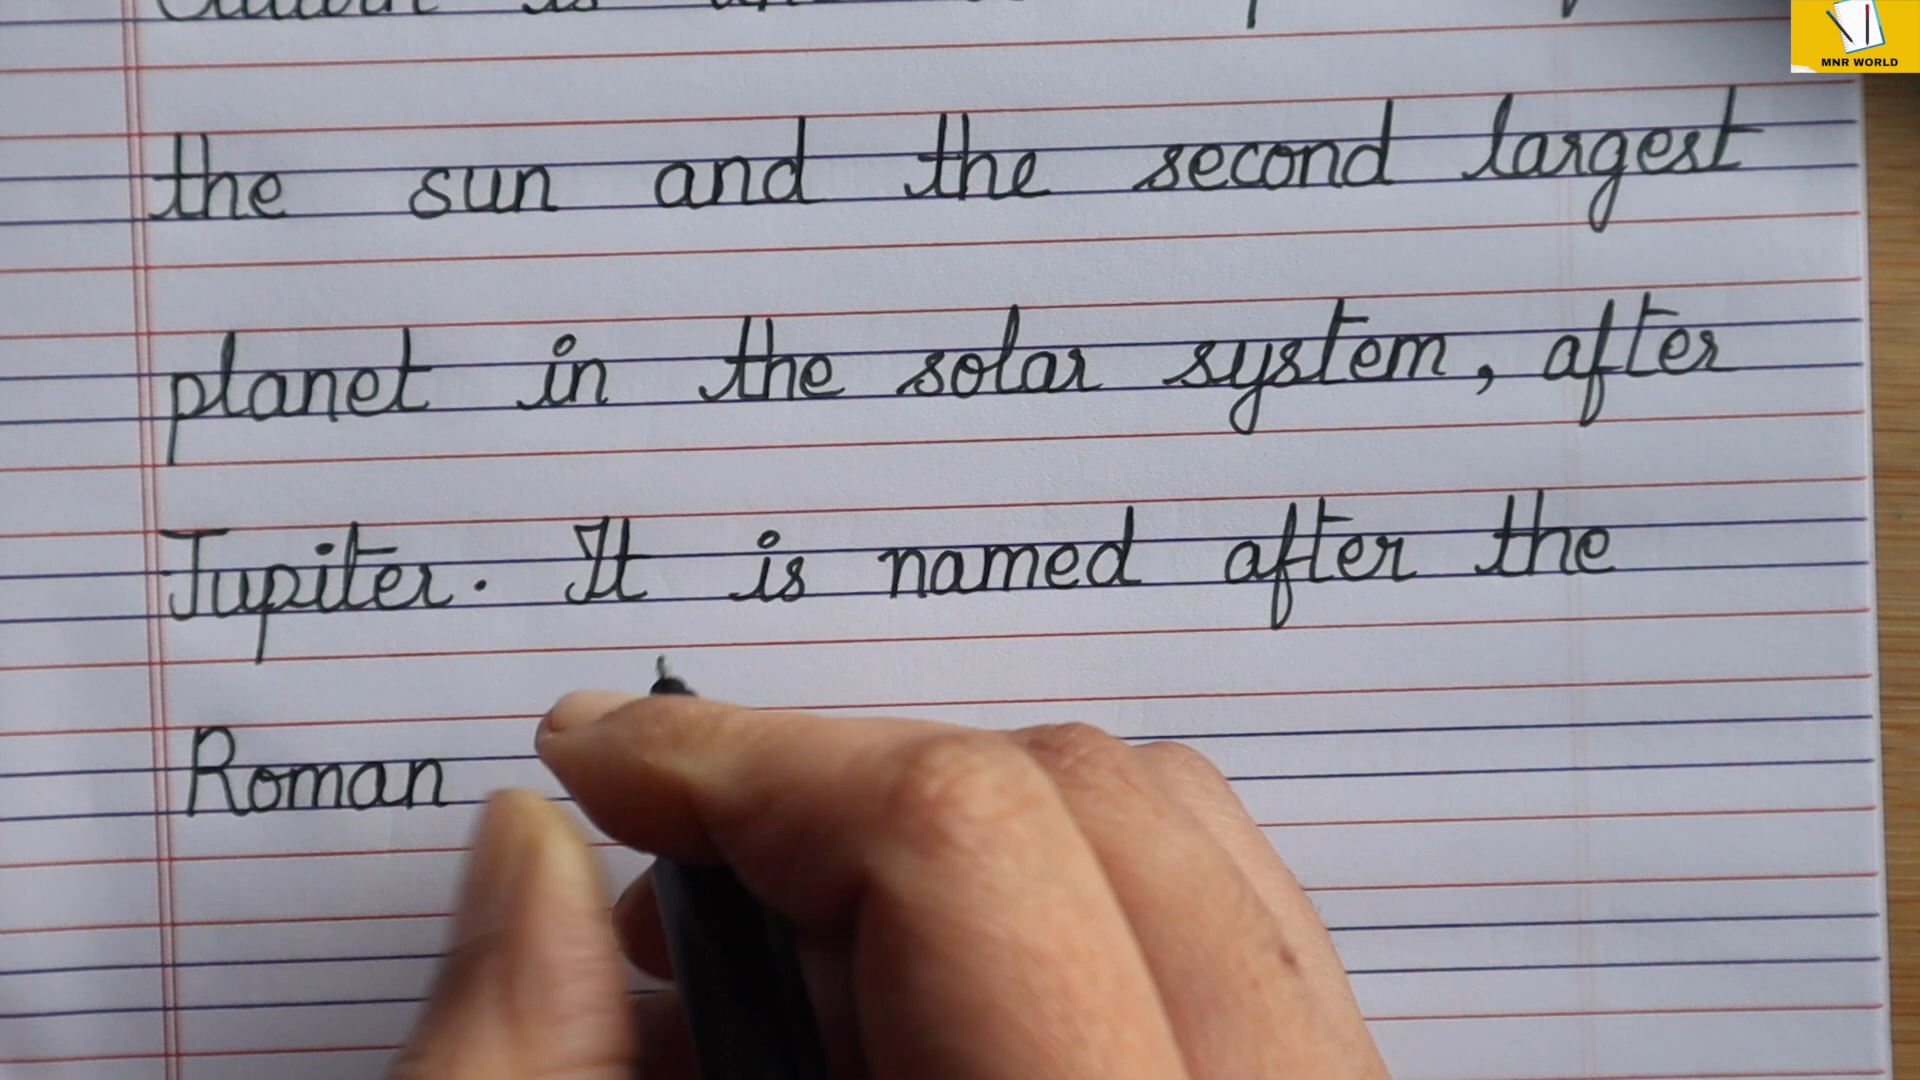 is
the sun and the second largest
planet in the solar system, after
Jupiter. It is named after the
Roman
MNR WORLD